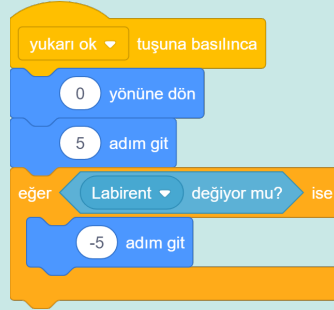 yukarı ok tuşuna basılınca
0 yönüne dön
5 adım git
eğer Labirent değiyor mu? ise
-5 adım git